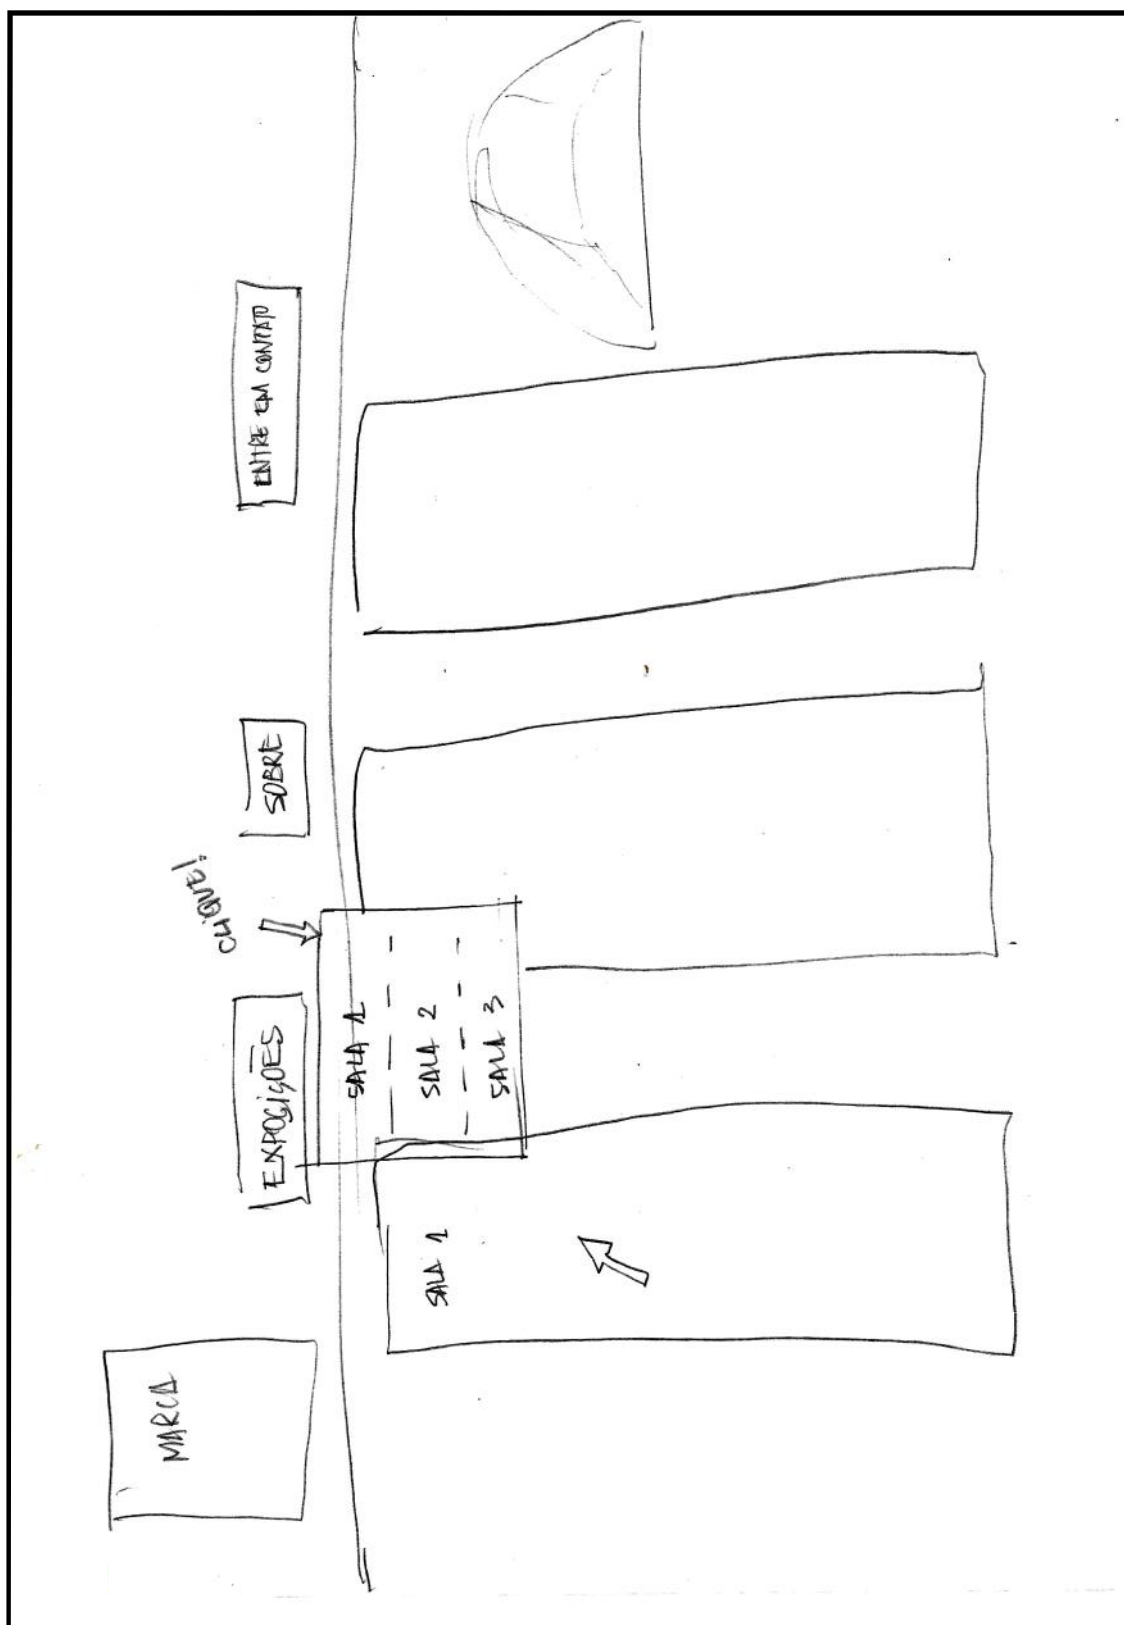 MARCA
EXPOSIÇÕES
CLIQUE!
SOBRE
ENTRE EM CONTATO
SALA 1
SALA 2
SALA 3
SALA 1